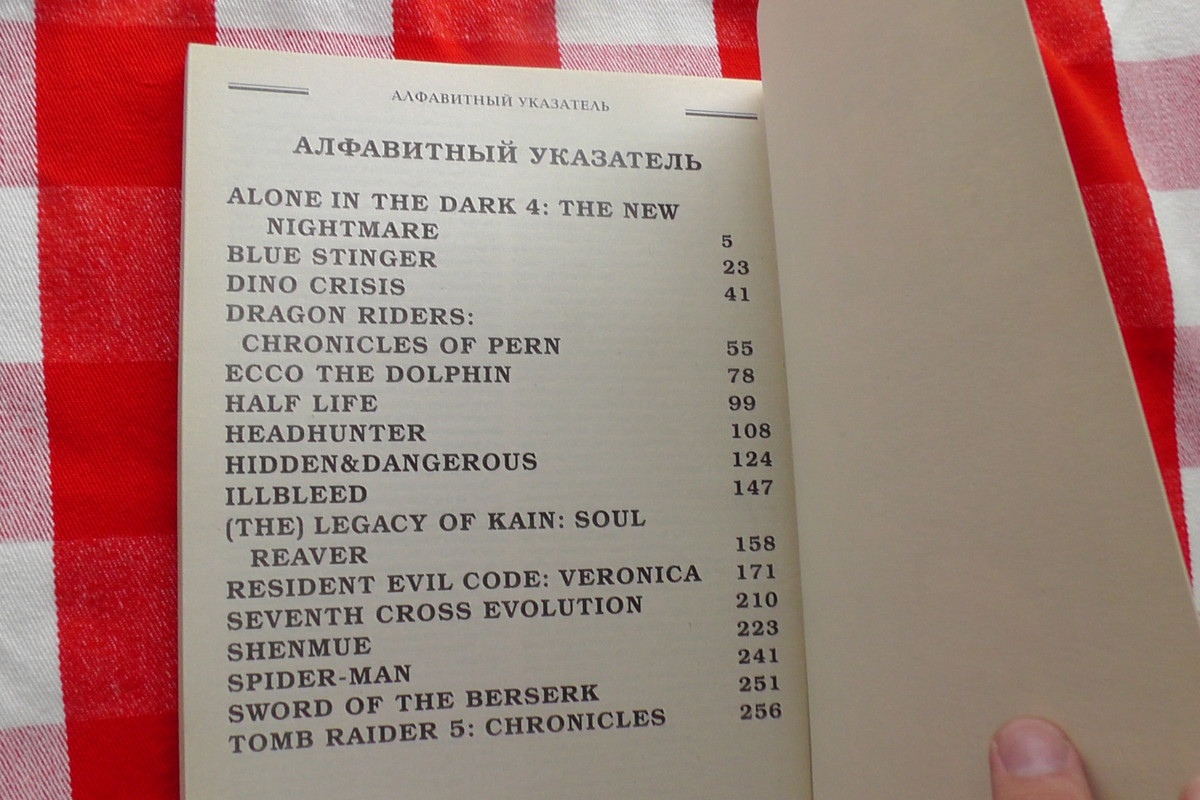 АЛФАВИТНЫЙ УКАЗАТЕЛЬ
АЛФАВИТНЫЙ УКАЗАТЕЛЬ
ALONE IN THE DARK 4: THE NEW
NIGHTMARE 5
BLUE STINGER 23
DINO CRISIS 41
DRAGON RIDERS:
CHRONICLES OF PERN 55
ECCO THE DOLPHIN 78
HALF LIFE 99
HEADHUNTER 108
HIDDEN&DANGEROUS 124
ILLBLEED 147
(THE) LEGACY OF KAIN: SOUL
REAVER 158
RESIDENT EVIL CODE: VERONICA 171
SEVENTH CROSS EVOLUTION 210
SHENMUE 223
SPIDER-MAN 241
SWORD OF THE BERSERK 251
TOMB RAIDER 5: CHRONICLES 256